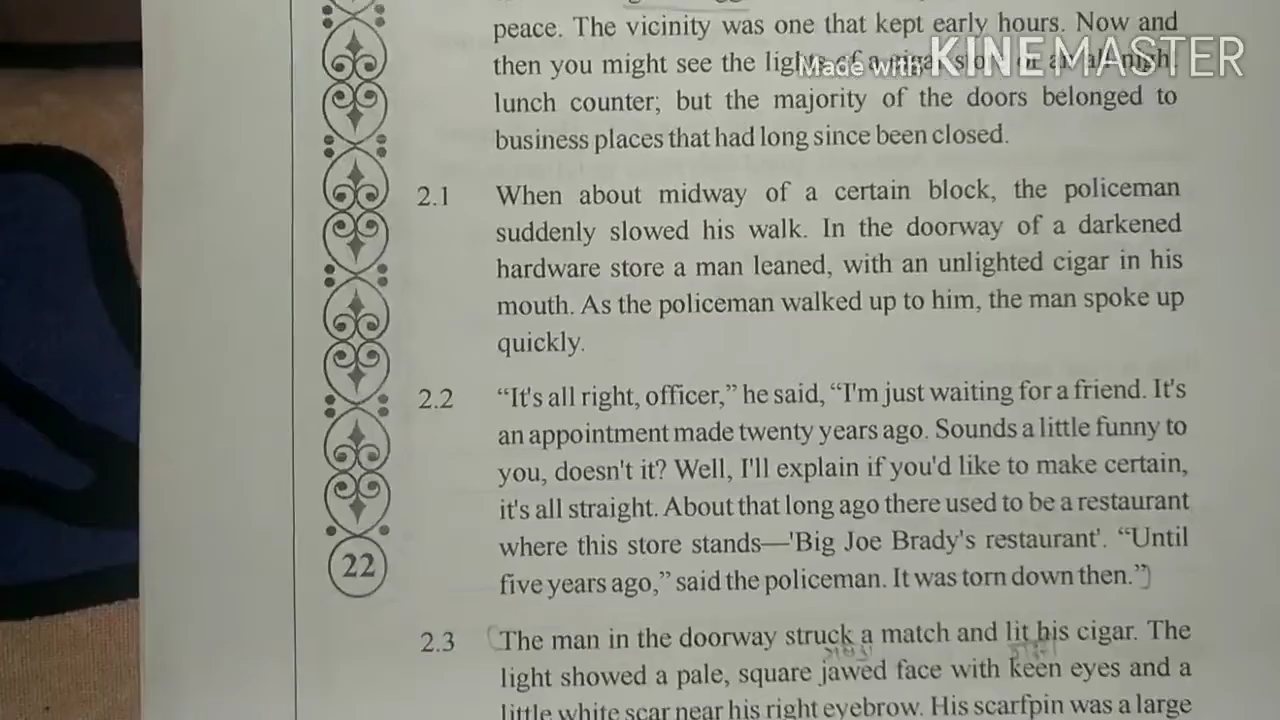 peace. The vicinity was one that kept early hours. Now and
Made with KINEMASTER
then you might see the lights of a cigar store or an all-night
lunch counter; but the majority of the doors belonged to
business places that had long since been closed.
2.1 When about midway of a certain block, the policeman
suddenly slowed his walk. In the doorway of a darkened
hardware store a man leaned, with an unlighted cigar in his
mouth. As the policeman walked up to him, the man spoke up
quickly.
2.2 “It's all right, officer,” he said, “I'm just waiting for a friend. It's
an appointment made twenty years ago. Sounds a little funny to
you, doesn't it? Well, I'll explain if you'd like to make certain,
it's all straight. About that long ago there used to be a restaurant
where this store stands—'Big Joe Brady's restaurant'. “Until
five years ago,” said the policeman. It was torn down then.”
22
2.3 The man in the doorway struck a match and lit his cigar. The
light showed a pale, square jawed face with keen eyes and a
little white scar near his right eyebrow. His scarfpin was a large